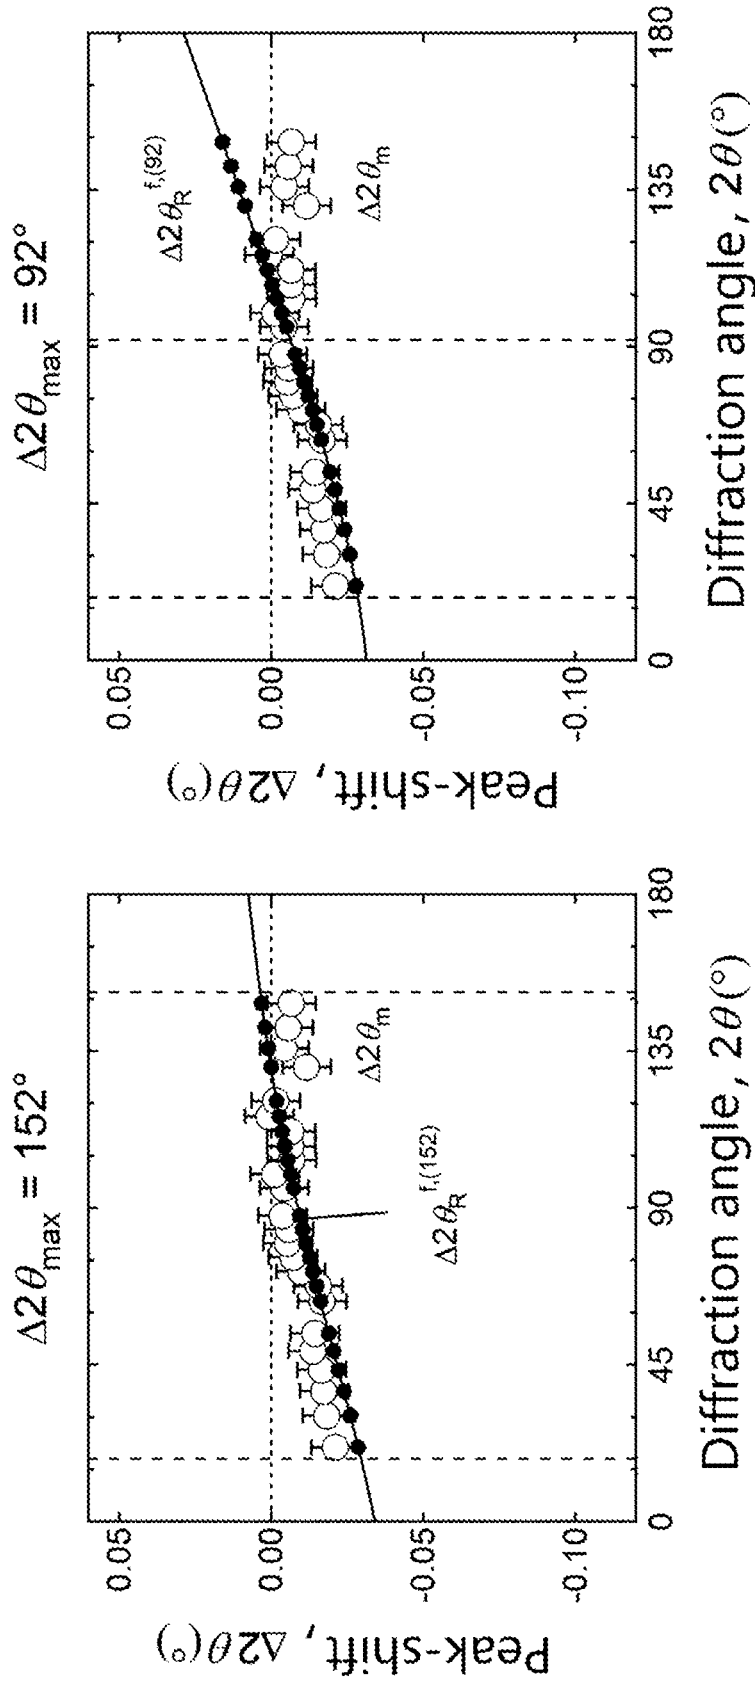 Δ2θmax = 152°
Peak-shift, Δ2θ(°)
0.05
0.00
-0.05
-0.10
Δ2θm
Δ2θR f,(152)
0 45 90 135 180
Diffraction angle, 2θ(°)
Δ2θmax = 92°
Peak-shift, Δ2θ(°)
0.05
0.00
-0.05
-0.10
Δ2θR f,(92)
Δ2θm
0 45 90 135 180
Diffraction angle, 2θ(°)